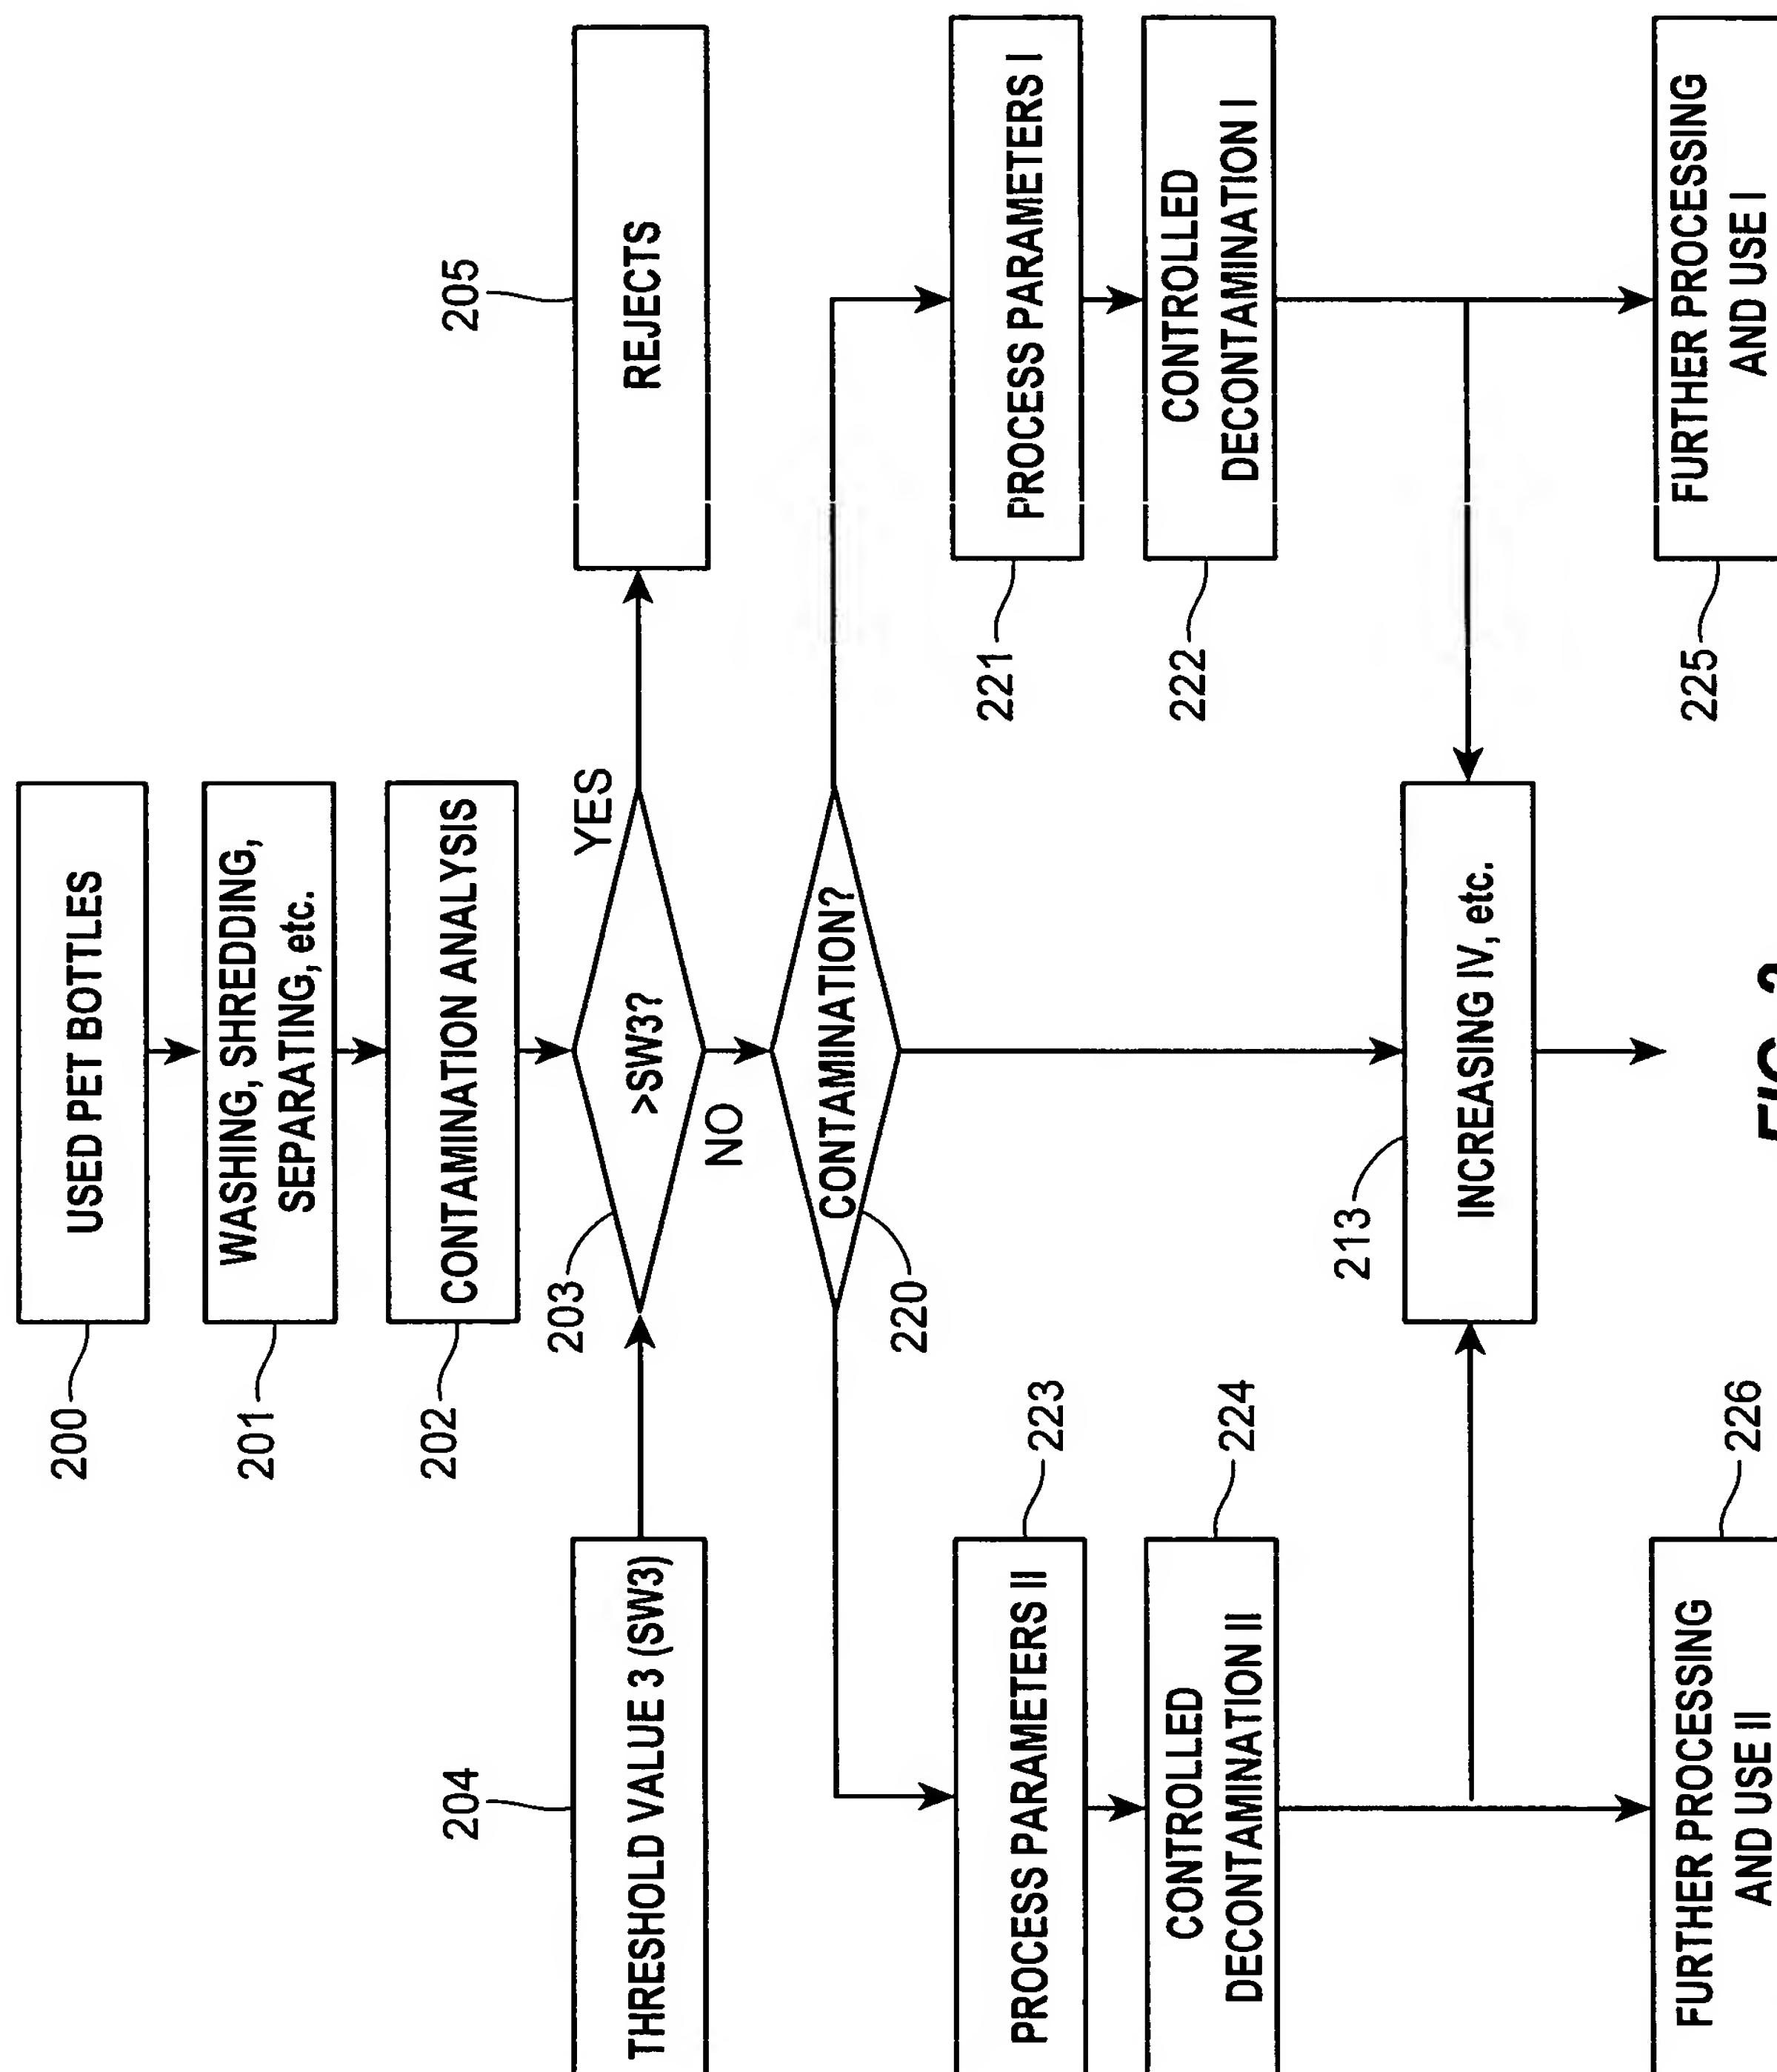 USED PET BOTTLES
200
WASHING, SHREDDING,
SEPARATING, etc.
201
CONTAMINATION ANALYSIS
202
204
THRESHOLD VALUE 3 (SW3)
203
>SW3?
YES
NO
205
REJECTS
CONTAMINATION?
220
PROCESS PARAMETERS II
223
PROCESS PARAMETERS I
221
CONTROLLED
DECONTAMINATION II
224
CONTROLLED
DECONTAMINATION I
222
213
INCREASING IV, etc.
FURTHER PROCESSING
AND USE II
226
FURTHER PROCESSING
AND USE I
225
FIG.